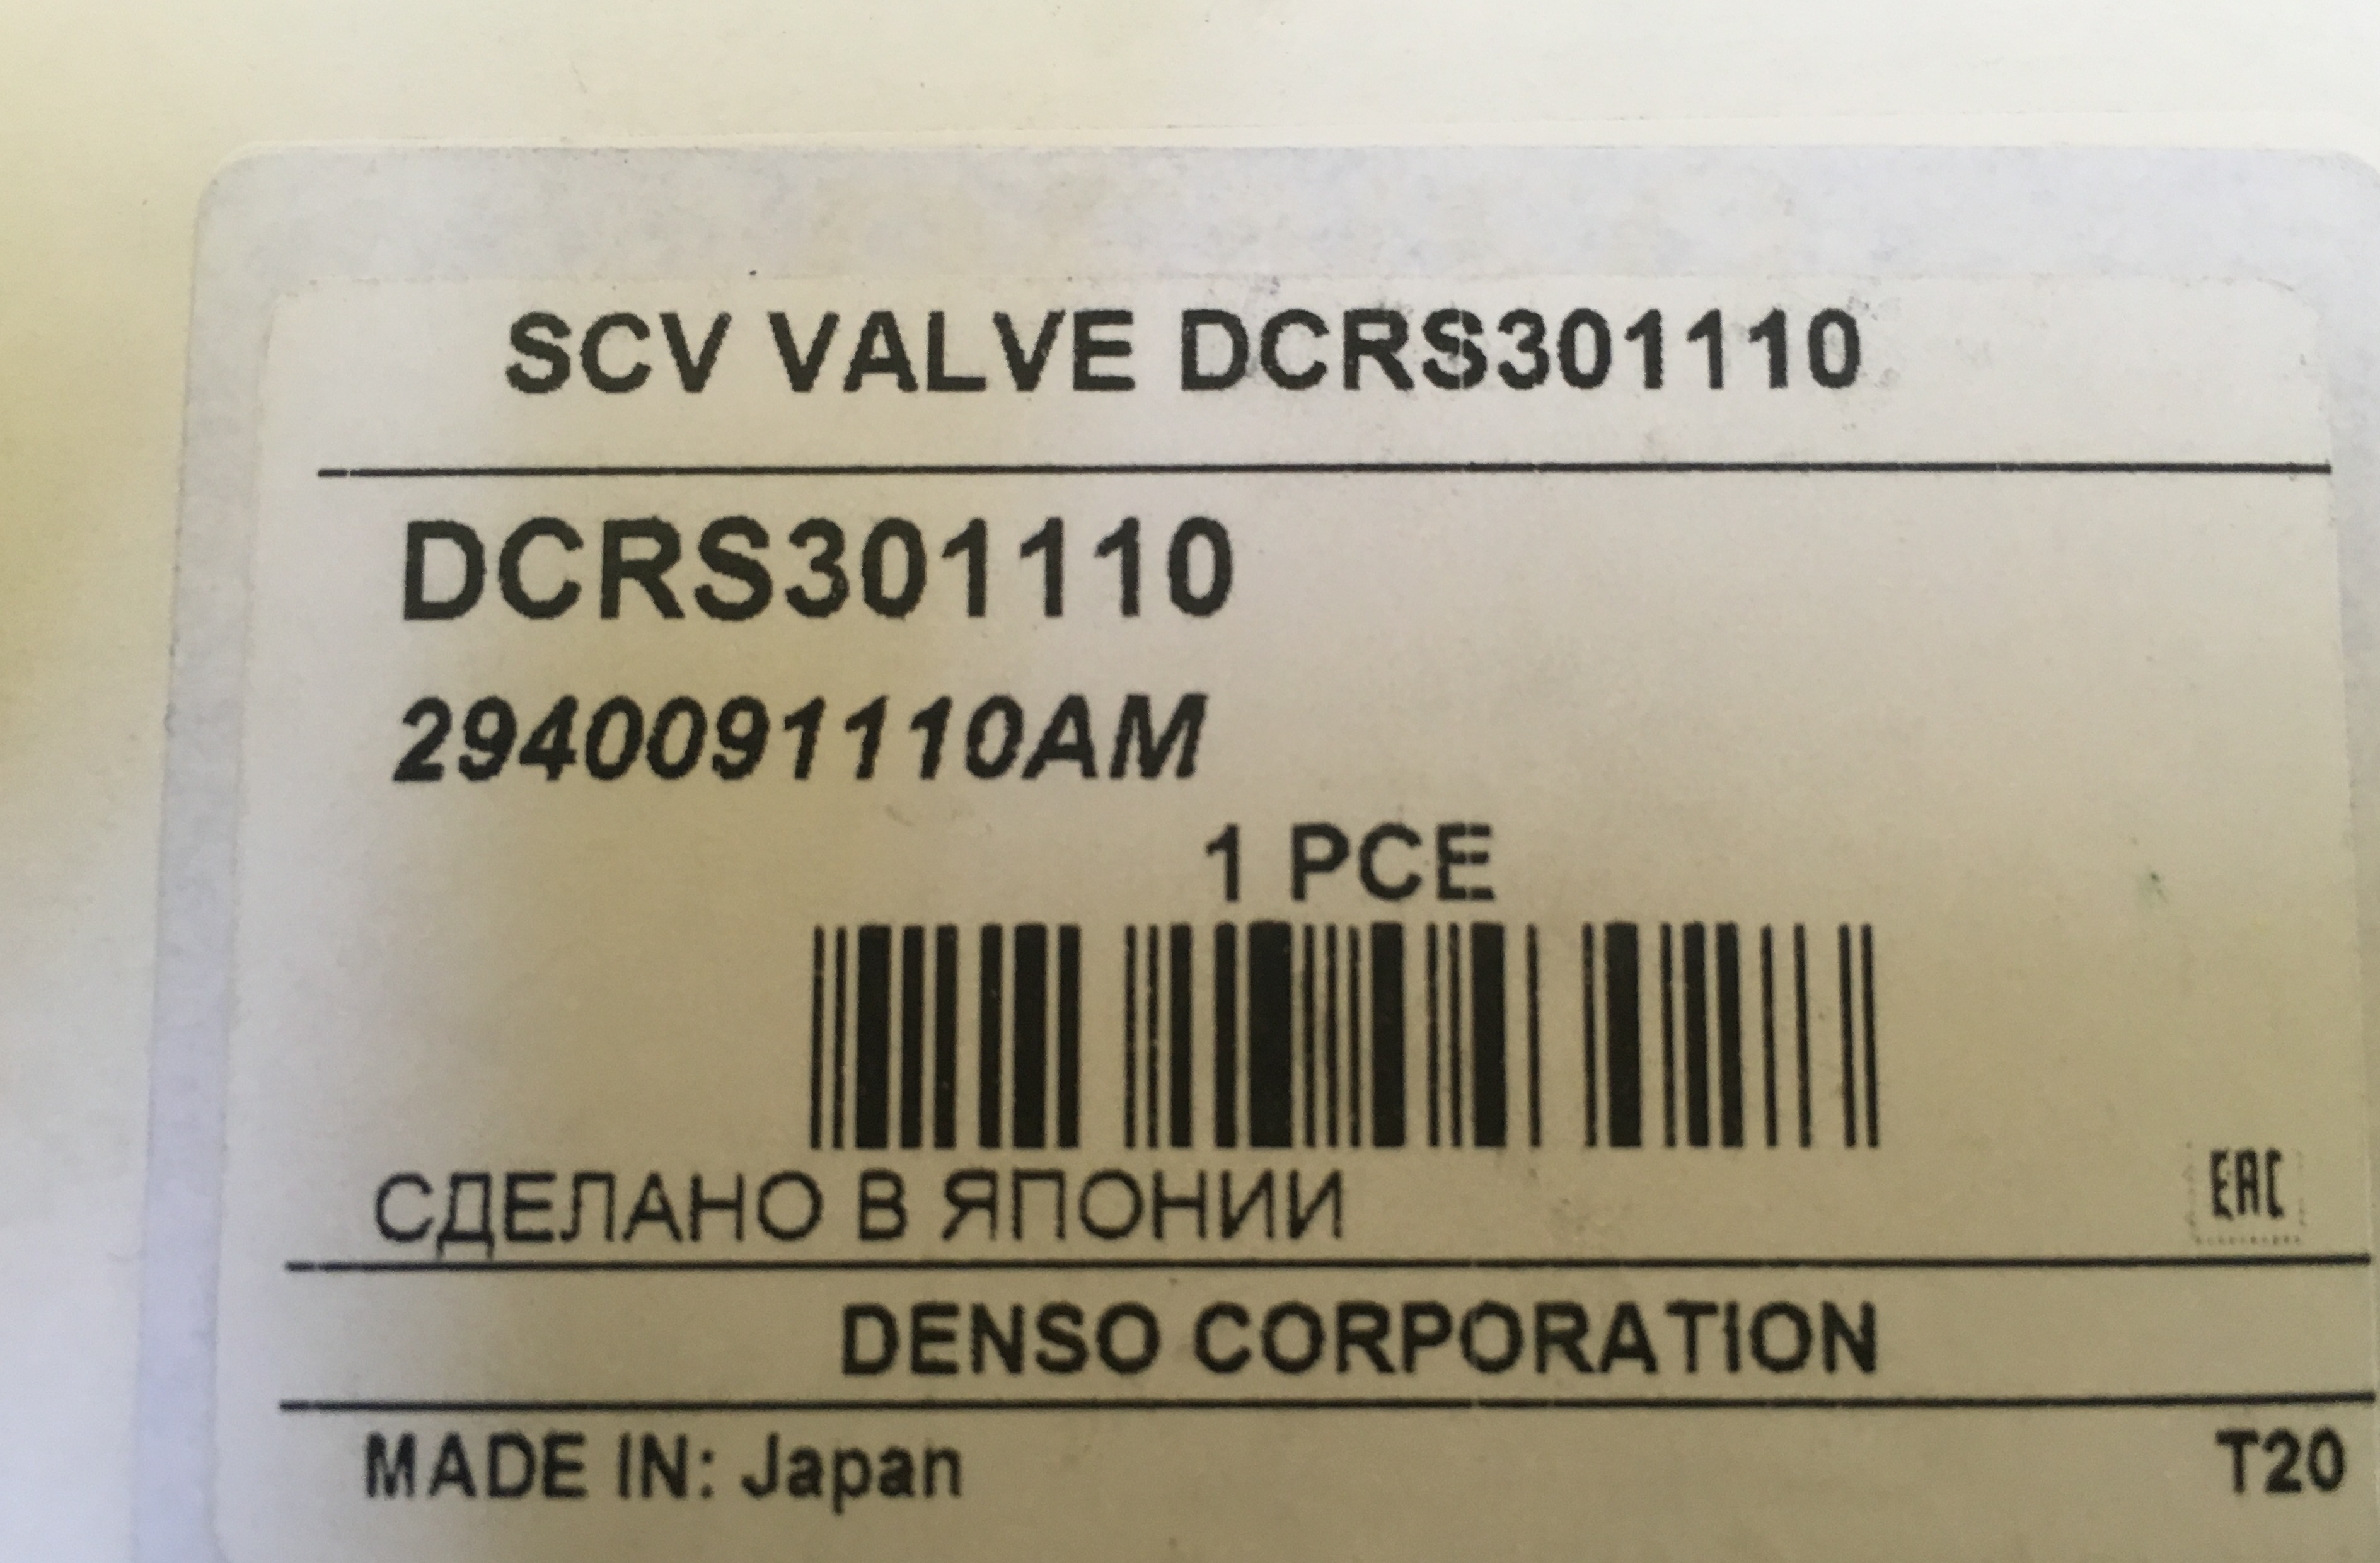 SCV VALVE DCRS301110
DCRS301110
2940091110AM
1 PCE
СДЕЛАНО В ЯПОНИИ
EAC
DENSO CORPORATION
MADE IN: Japan
T20